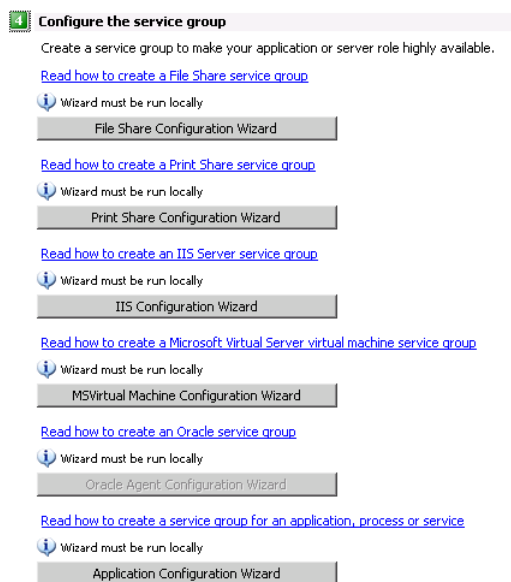 4 Configure the service group
Create a service group to make your application or server role highly available.
Read how to create a File Share service group
i Wizard must be run locally
File Share Configuration Wizard
Read how to create a Print Share service group
i Wizard must be run locally
Print Share Configuration Wizard
Read how to create an IIS Server service group
i Wizard must be run locally
IIS Configuration Wizard
Read how to create a Microsoft Virtual Server virtual machine service group
i Wizard must be run locally
MSVirtual Machine Configuration Wizard
Read how to create an Oracle service group
i Wizard must be run locally
Oracle Agent Configuration Wizard
Read how to create a service group for an application, process or service
i Wizard must be run locally
Application Configuration Wizard